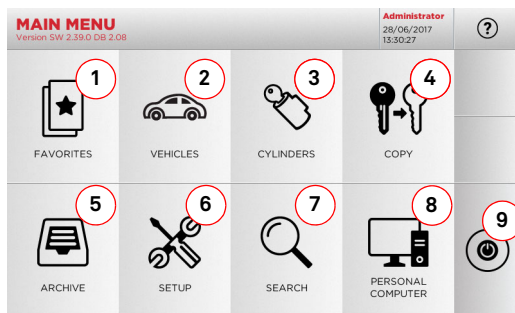 MAIN MENU
Version SW 2.39.0 DB 2.08
Administrator
28/06/2017
13:30:27
?
1
2
3
4
FAVORITES
VEHICLES
CYLINDERS
COPY
5
6
7
8
9
ARCHIVE
SETUP
SEARCH
PERSONAL
COMPUTER